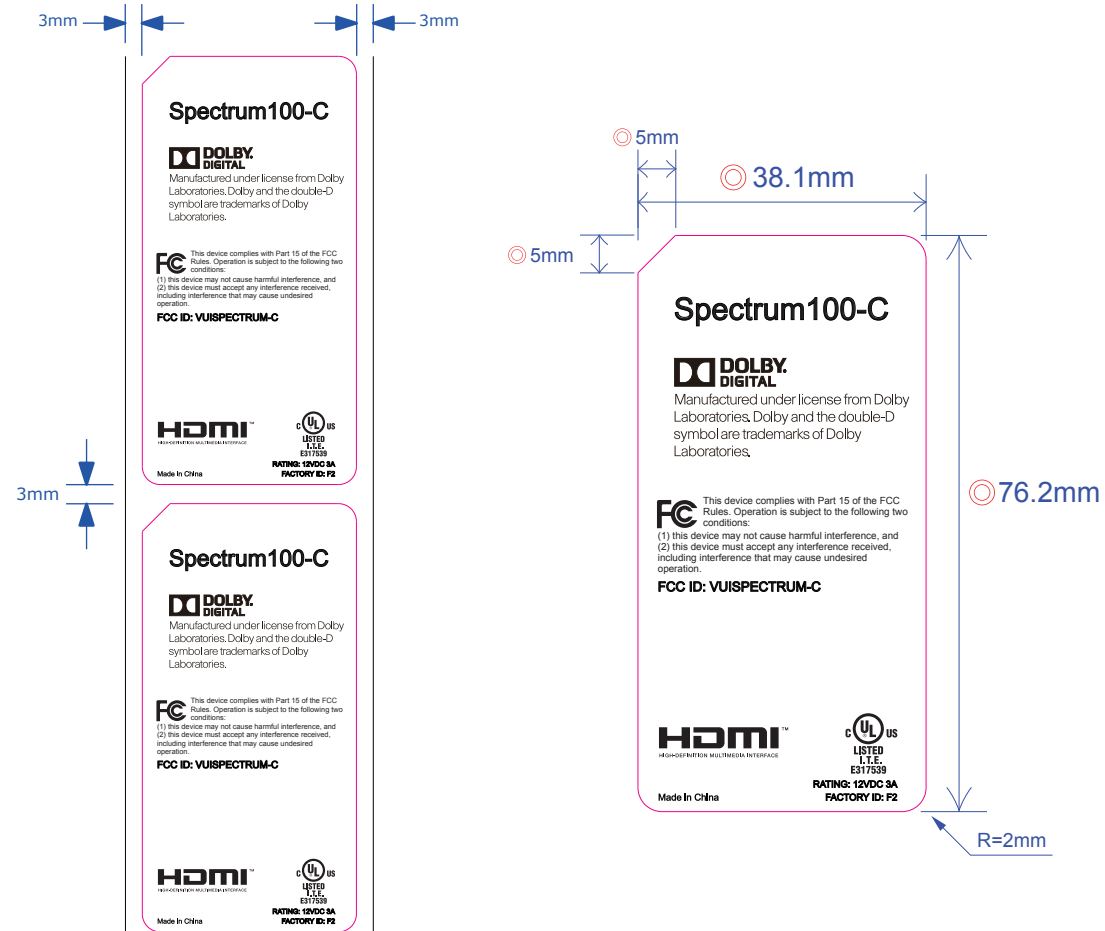 3mm
3mm
Spectrum100-C
DOLBY.
DIGITAL
Manufactured under license from Dolby
Laboratories. Dolby and the double-D
symbol are trademarks of Dolby
Laboratories.
FC This device complies with Part 15 of the FCC
Rules. Operation is subject to the following two
conditions:
(1) this device may not cause harmful interference, and
(2) this device must accept any interference received,
including interference that may cause undesired
operation.
FCC ID: VUISPECTRUM-C
HDMI™
HIGH-DEFINITION MULTIMEDIA INTERFACE
C UL® US
LISTED
I.T.E.
E317539
RATING: 12VDC 3A
Made In China
FACTORY ID: F2
3mm
Spectrum100-C
DOLBY.
DIGITAL
Manufactured under license from Dolby
Laboratories. Dolby and the double-D
symbol are trademarks of Dolby
Laboratories.
FC This device complies with Part 15 of the FCC
Rules. Operation is subject to the following two
conditions:
(1) this device may not cause harmful interference, and
(2) this device must accept any interference received,
including interference that may cause undesired
operation.
FCC ID: VUISPECTRUM-C
HDMI™
HIGH-DEFINITION MULTIMEDIA INTERFACE
C UL® US
LISTED
I.T.E.
E317539
RATING: 12VDC 3A
Made In China
FACTORY ID: F2
◎ 5mm
◎ 38.1mm
◎ 5mm
Spectrum100-C
DOLBY.
DIGITAL
Manufactured under license from Dolby
Laboratories. Dolby and the double-D
symbol are trademarks of Dolby
Laboratories.
◎ 76.2mm
FC This device complies with Part 15 of the FCC
Rules. Operation is subject to the following two
conditions:
(1) this device may not cause harmful interference, and
(2) this device must accept any interference received,
including interference that may cause undesired
operation.
FCC ID: VUISPECTRUM-C
HDMI™
HIGH-DEFINITION MULTIMEDIA INTERFACE
C UL® US
LISTED
I.T.E.
E317539
RATING: 12VDC 3A
Made In China
FACTORY ID: F2
R=2mm